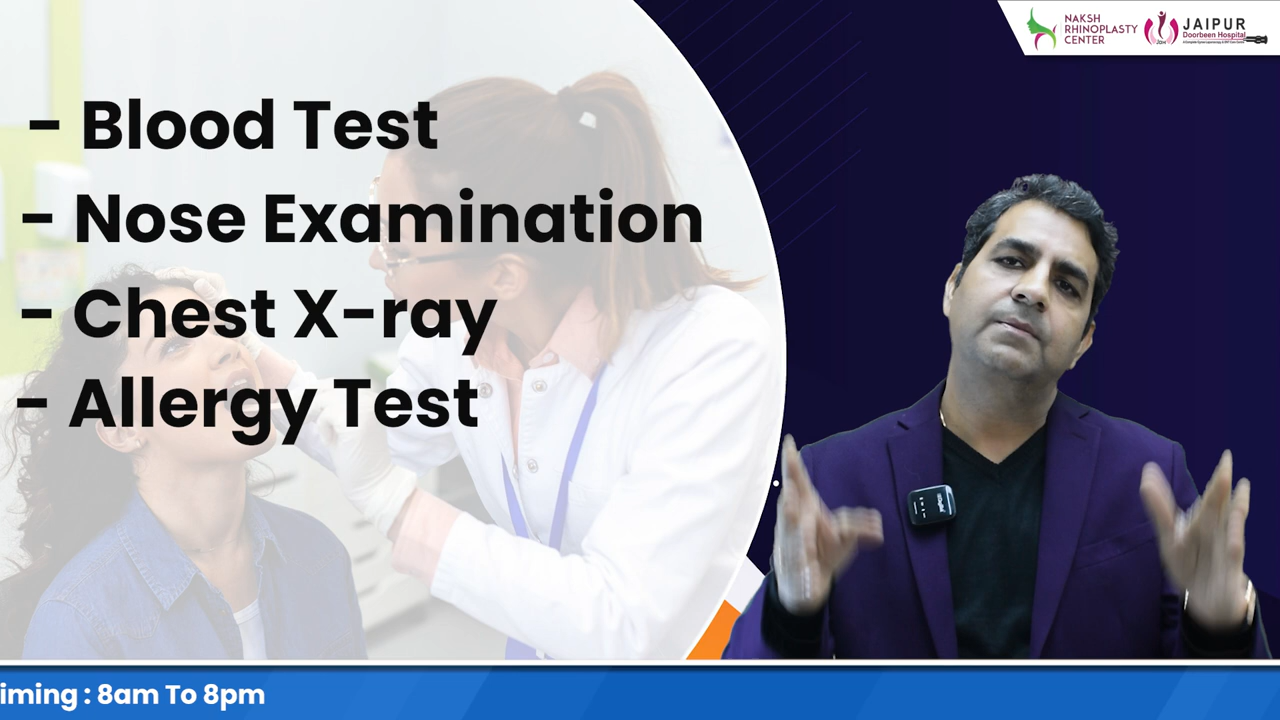 NAKSH
RHINOPLASTY
CENTER
JAIPUR
Doorbeen Hospital
- Blood Test
- Nose Examination
- Chest X-ray
- Allergy Test
iming : 8am To 8pm